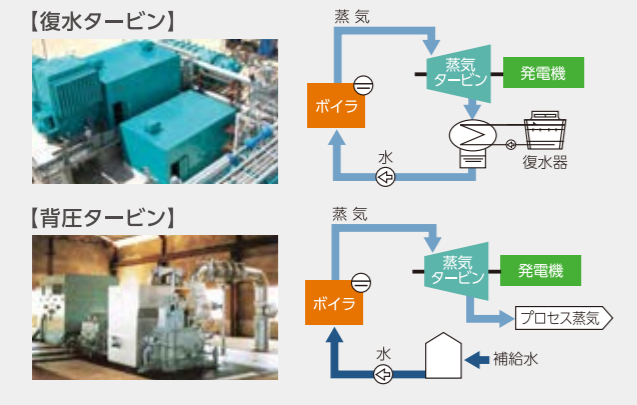 【復水タービン】
蒸 気
蒸気
タービン
発電機
ボイラ
水
復水器
【背圧タービン】
蒸 気
蒸気
タービン
発電機
ボイラ
プロセス蒸気
水
補給水